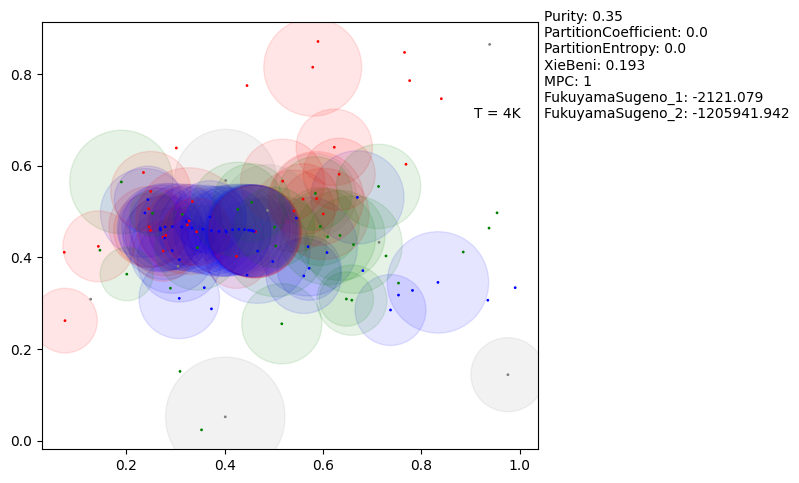 Purity: 0.35
PartitionCoefficient: 0.0
PartitionEntropy: 0.0
XieBeni: 0.193
MPC: 1
FukuyamaSugeno_1: -2121.079
FukuyamaSugeno_2: -1205941.942
T = 4K
0.8
0.6
0.4
0.2
0.0
0.2
0.4
0.6
0.8
1.0